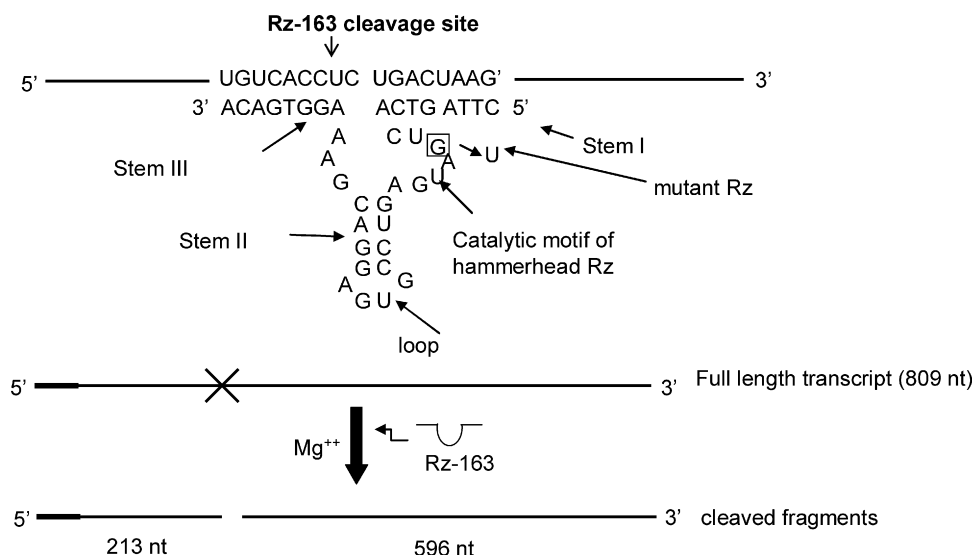 Rz-163 cleavage site
5’ UGUCACCUC UGACUAAG’ 3’
3’ ACAGTGGA ACTG ATTC 5’
A C U G
A A U
Stem I
Stem III
mutant Rz
A
G A G U
C G
A U
Stem II
G C
Catalytic motif of
hammerhead Rz
G C G
A
G U
loop
5’ 3’ Full length transcript (809 nt)
Mg++
Rz-163
5’ 3’ cleaved fragments
213 nt 596 nt